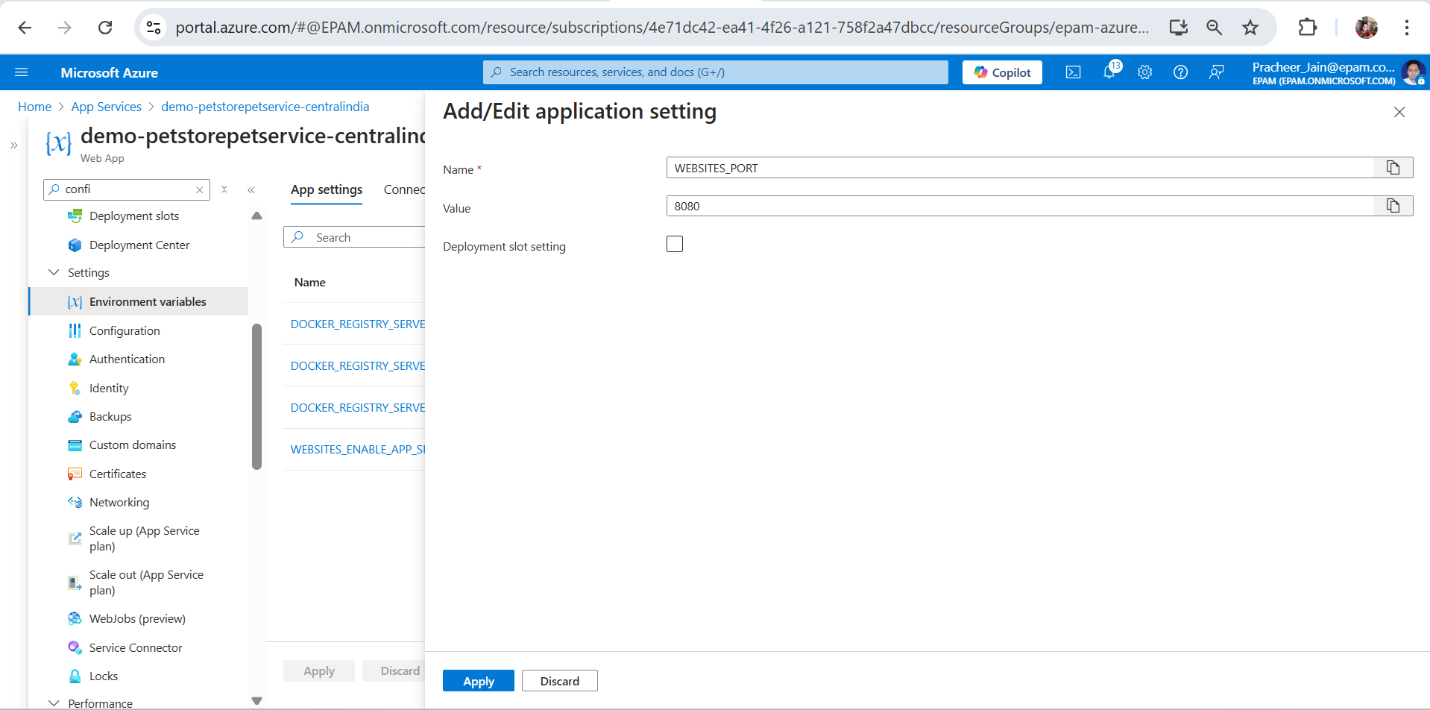 portal.azure.com/#@EPAM.onmicrosoft.com/resource/subscriptions/4e71dc42-ea41-4f26-a121-758f2a47dbcc/resourceGroups/epam-azure...
Microsoft Azure
Search resources, services, and docs (G+/)
Copilot
13
Pracheer_Jain@epam.co...
EPAM (EPAM.ONMICROSOFT.COM)
Home > App Services > demo-petstorepetservice-centralindia
demo-petstorepetservice-centralind
Web App
confi
Deployment slots
Deployment Center
Settings
Environment variables
Configuration
Authentication
Identity
Backups
Custom domains
Certificates
Networking
Scale up (App Service
plan)
Scale out (App Service
plan)
WebJobs (preview)
Service Connector
Locks
Performance
App settings
Connec
Search
Name
DOCKER_REGISTRY_SERVE
DOCKER_REGISTRY_SERVE
DOCKER_REGISTRY_SERVE
WEBSITES_ENABLE_APP_SE
Apply
Discard
Add/Edit application setting
Name *
WEBSITES_PORT
Value
8080
Deployment slot setting
Apply
Discard